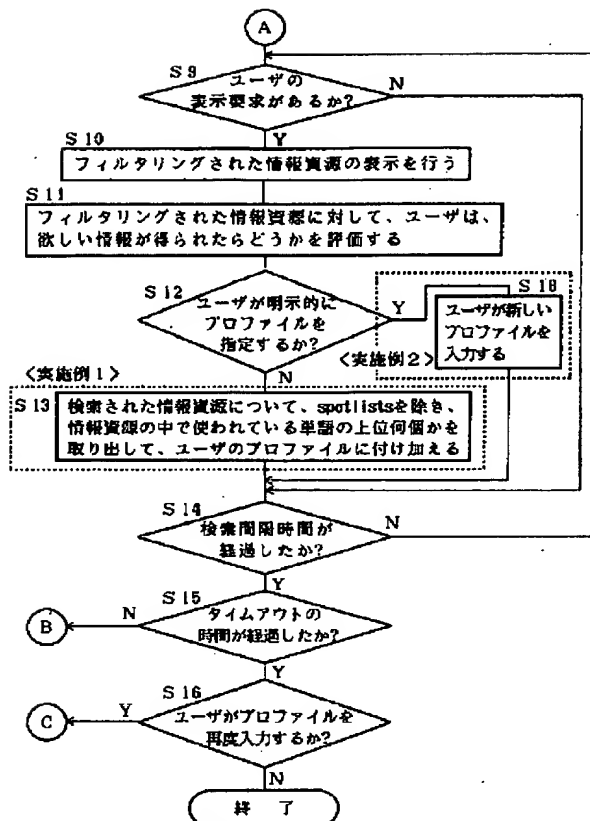 A
S 9
ユーザの
表示要求があるか?
N
Y
S 10
フィルタリングされた情報資源の表示を行う
S 11
フィルタリングされた情報資源に対して、ユーザは、
欲しい情報が得られたらどうかを評価する
S 12
ユーザが明示的に
プロファイルを
指定するか?
Y
N
S 18
ユーザが新しい
プロファイルを
入力する
<実施例2>
<実施例1>
S 13
検索された情報資源について、spotlistsを除き、
情報資源の中で使われている単語の上位何個かを
取り出して、ユーザのプロファイルに付け加える
S 14
検索間隔時間が
経過したか?
N
Y
S 15
タイムアウトの
時間が経過したか?
N
B
Y
S 16
ユーザがプロファイルを
再度入力するか?
Y
C
N
終 了